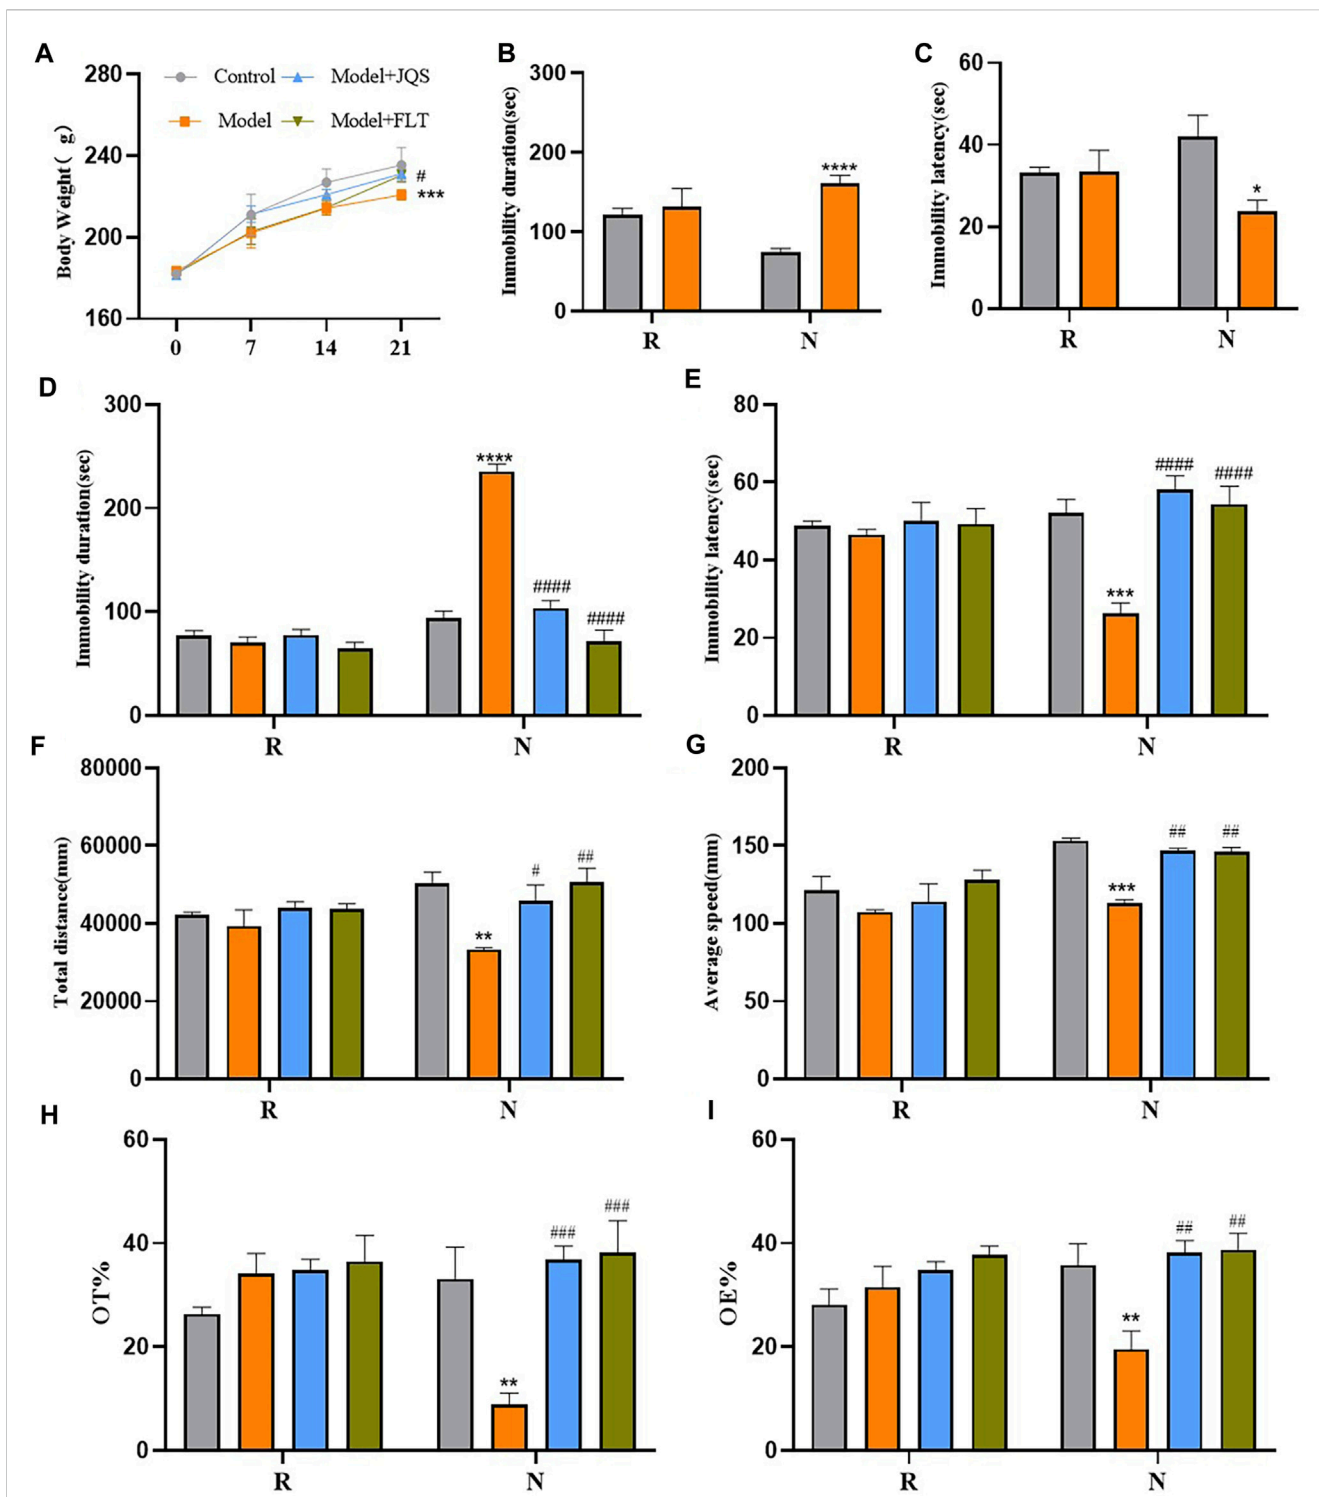 A
Control
Model+JQS
Model
Model+FLT
Body Weight( g)
280
240
200
160
#
***
0 7 14 21
B
Immobility duration(sec)
300
200
100
0
****
R N
C
Immobility latency(sec)
60
40
20
0
*
R N
D
Immobility duration(sec)
300
200
100
0
****
####
####
R N
E
Immobility latency(sec)
80
60
40
20
0
***
####
####
R N
F
Total distance(mm)
80000
60000
40000
20000
0
**
#
##
R N
G
Average speed(mm)
200
150
100
50
0
***
##
##
R N
H
OT%
60
40
20
0
**
###
###
R N
I
OE%
60
40
20
0
**
##
##
R N